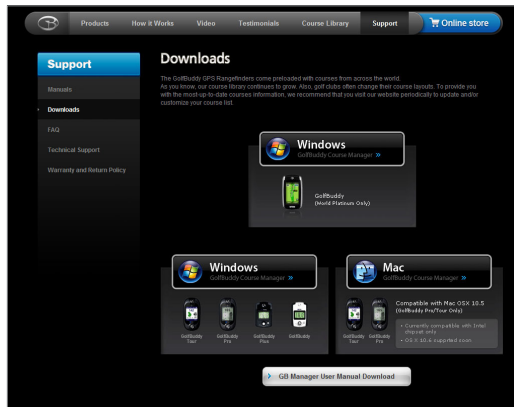 Products How it Works Video Testimonials Course Library Support Online store
Support
Manuals
Downloads
FAQ
Technical Support
Warranty and Return Policy
Downloads
The GolfBuddy GPS Rangefinders come preloaded with courses from across the world.
As you know, our course library continues to grow. Also, golf clubs often change their course layouts. To provide you
with the most-up-to-date courses information, we recommend that you visit our website periodically to update and/or
customize your course list.
Windows
GolfBuddy Course Manager »
GolfBuddy
(World Platinum Only)
Windows
GolfBuddy Course Manager »
GolfBuddy Tour
GolfBuddy Pro
GolfBuddy Plus
GolfBuddy
Mac
GolfBuddy Course Manager »
GolfBuddy Tour
GolfBuddy Pro
Compatible with Mac OSX 10.5
(GolfBuddy Pro/Tour Only)
• Currently compatible with Intel
chipset only
• OS X 10.6 supprted soon
GB Manager User Manual Download